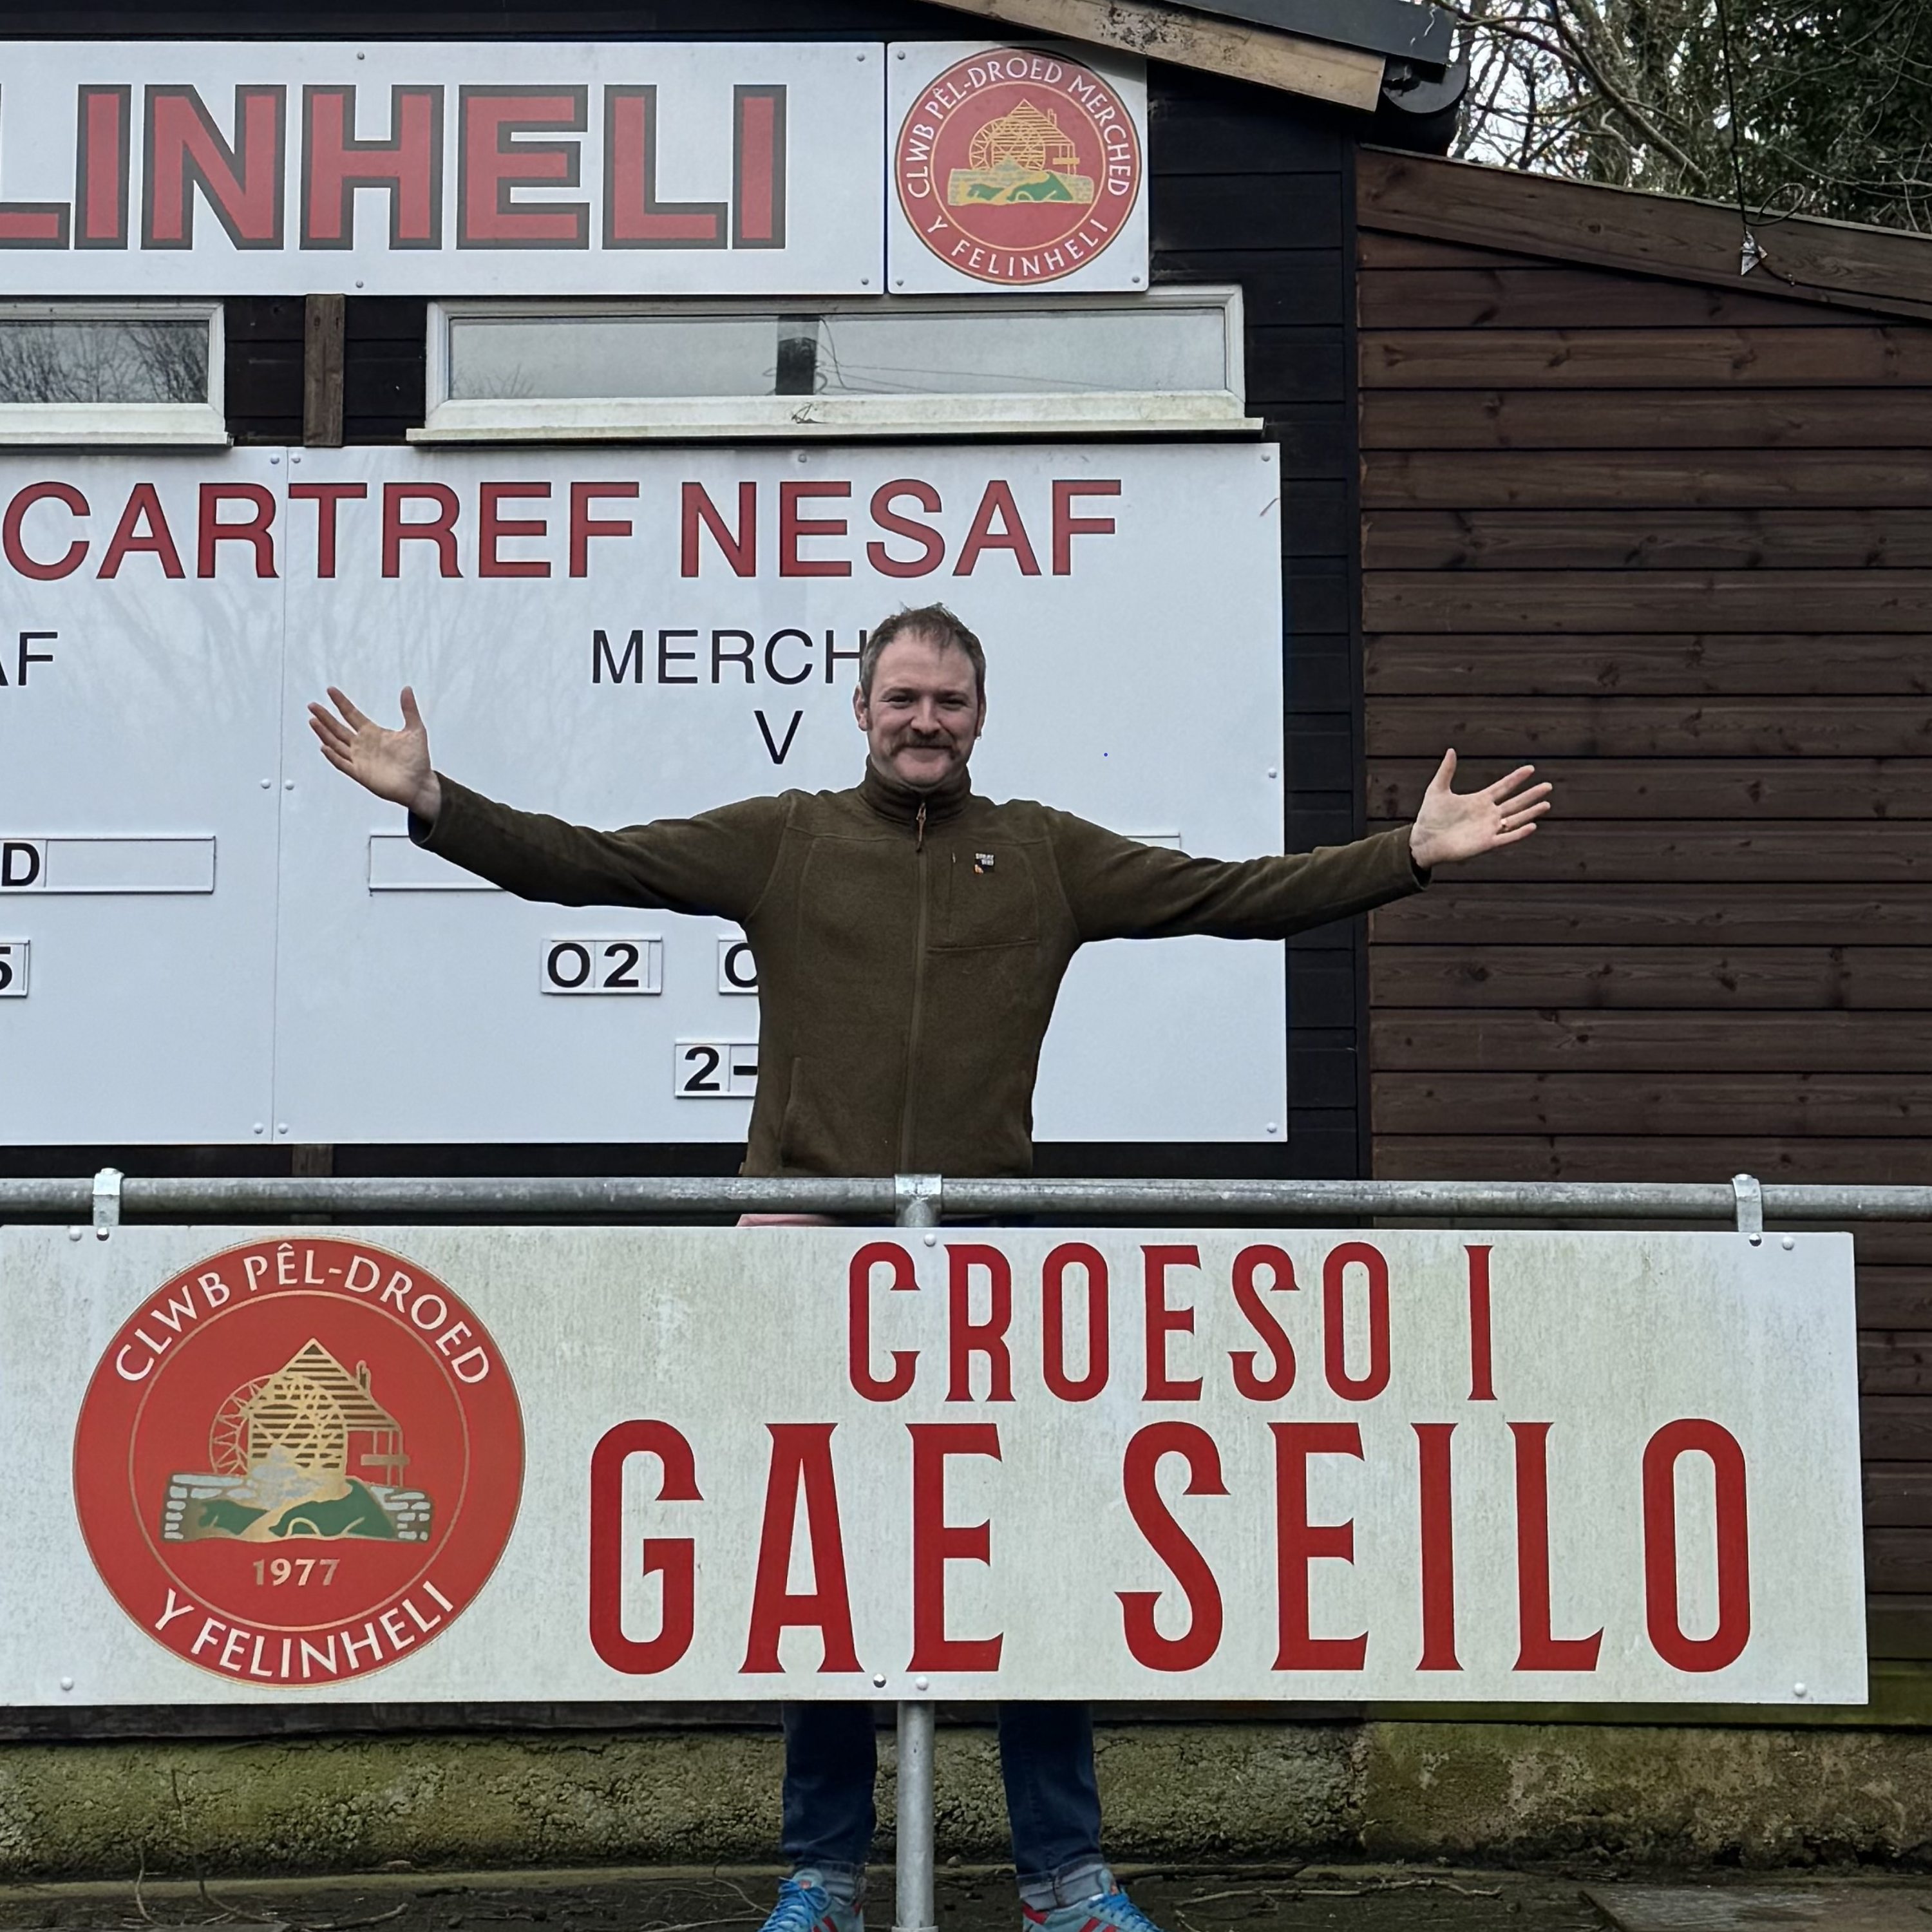 LINHELI
CLWB PÊL-DROED MERCHED
Y FELINHELI
CARTREF NESAF
AF
MERCH
V
D
5
02
2-
CLWB PÊL-DROED
1977
Y FELINHELI
CROESO I
GAE SEILO